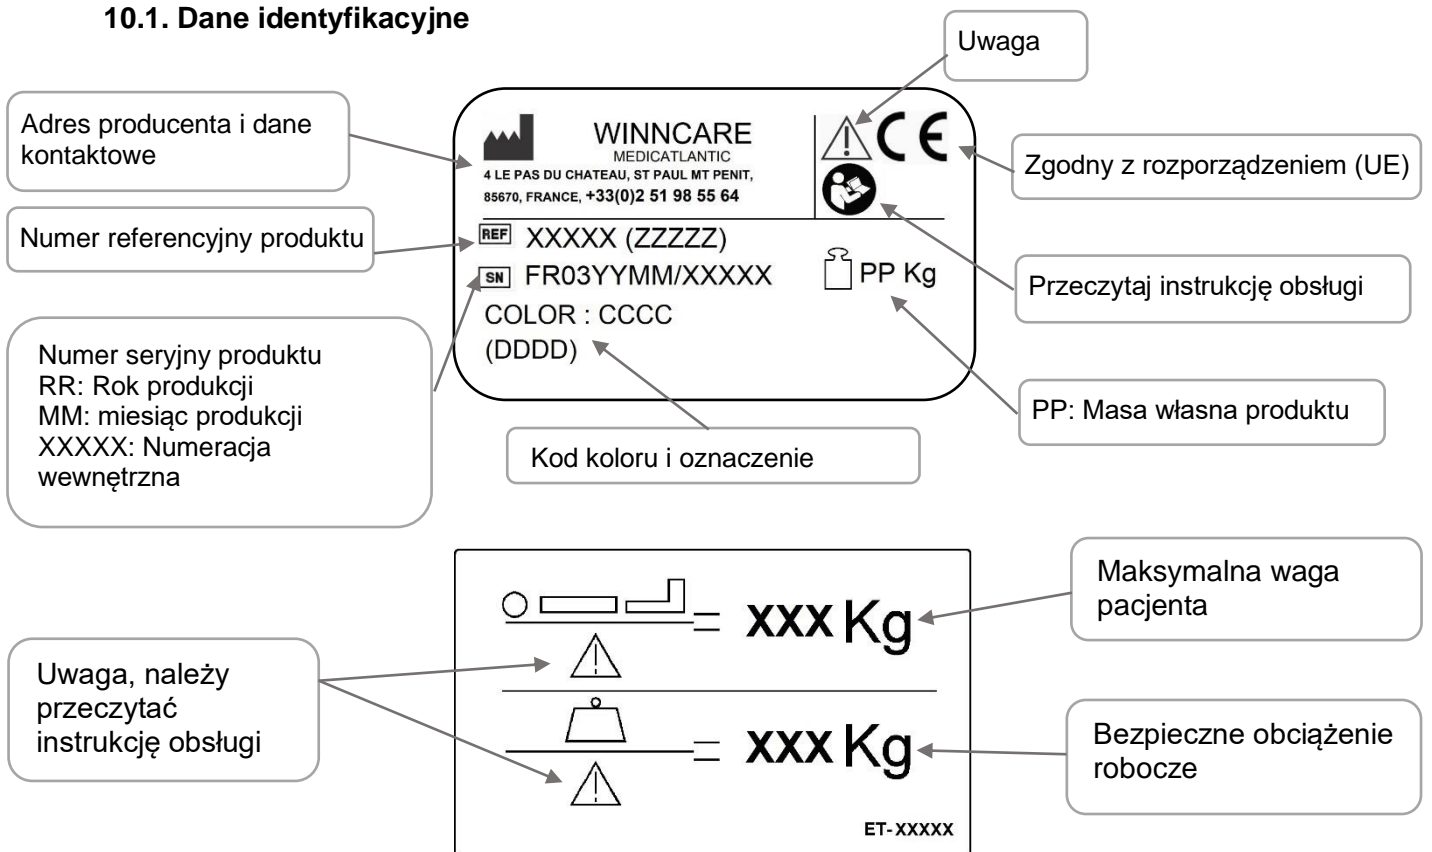 10.1. Dane identyfikacyjne
Uwaga
Adres producenta i dane
kontaktowe
WINNCARE
MEDICATLANTIC
4 LE PAS DU CHATEAU, ST PAUL MT PENIT,
85670, FRANCE, +33(0)2 51 98 55 64
CE
Zgodny z rozporządzeniem (UE)
Numer referencyjny produktu
REF XXXXX (ZZZZZ)
SN FR03YYMM/XXXXX
COLOR : CCCC
(DDDD)
PP Kg
Przeczytaj instrukcję obsługi
Numer seryjny produktu
RR: Rok produkcji
MM: miesiąc produkcji
XXXXX: Numeracja
wewnętrzna
PP: Masa własna produktu
Kod koloru i oznaczenie
= XXX Kg
Maksymalna waga
pacjenta
Uwaga, należy
przeczytać
instrukcję obsługi
= XXX Kg
Bezpieczne obciążenie
robocze
ET-XXXXX